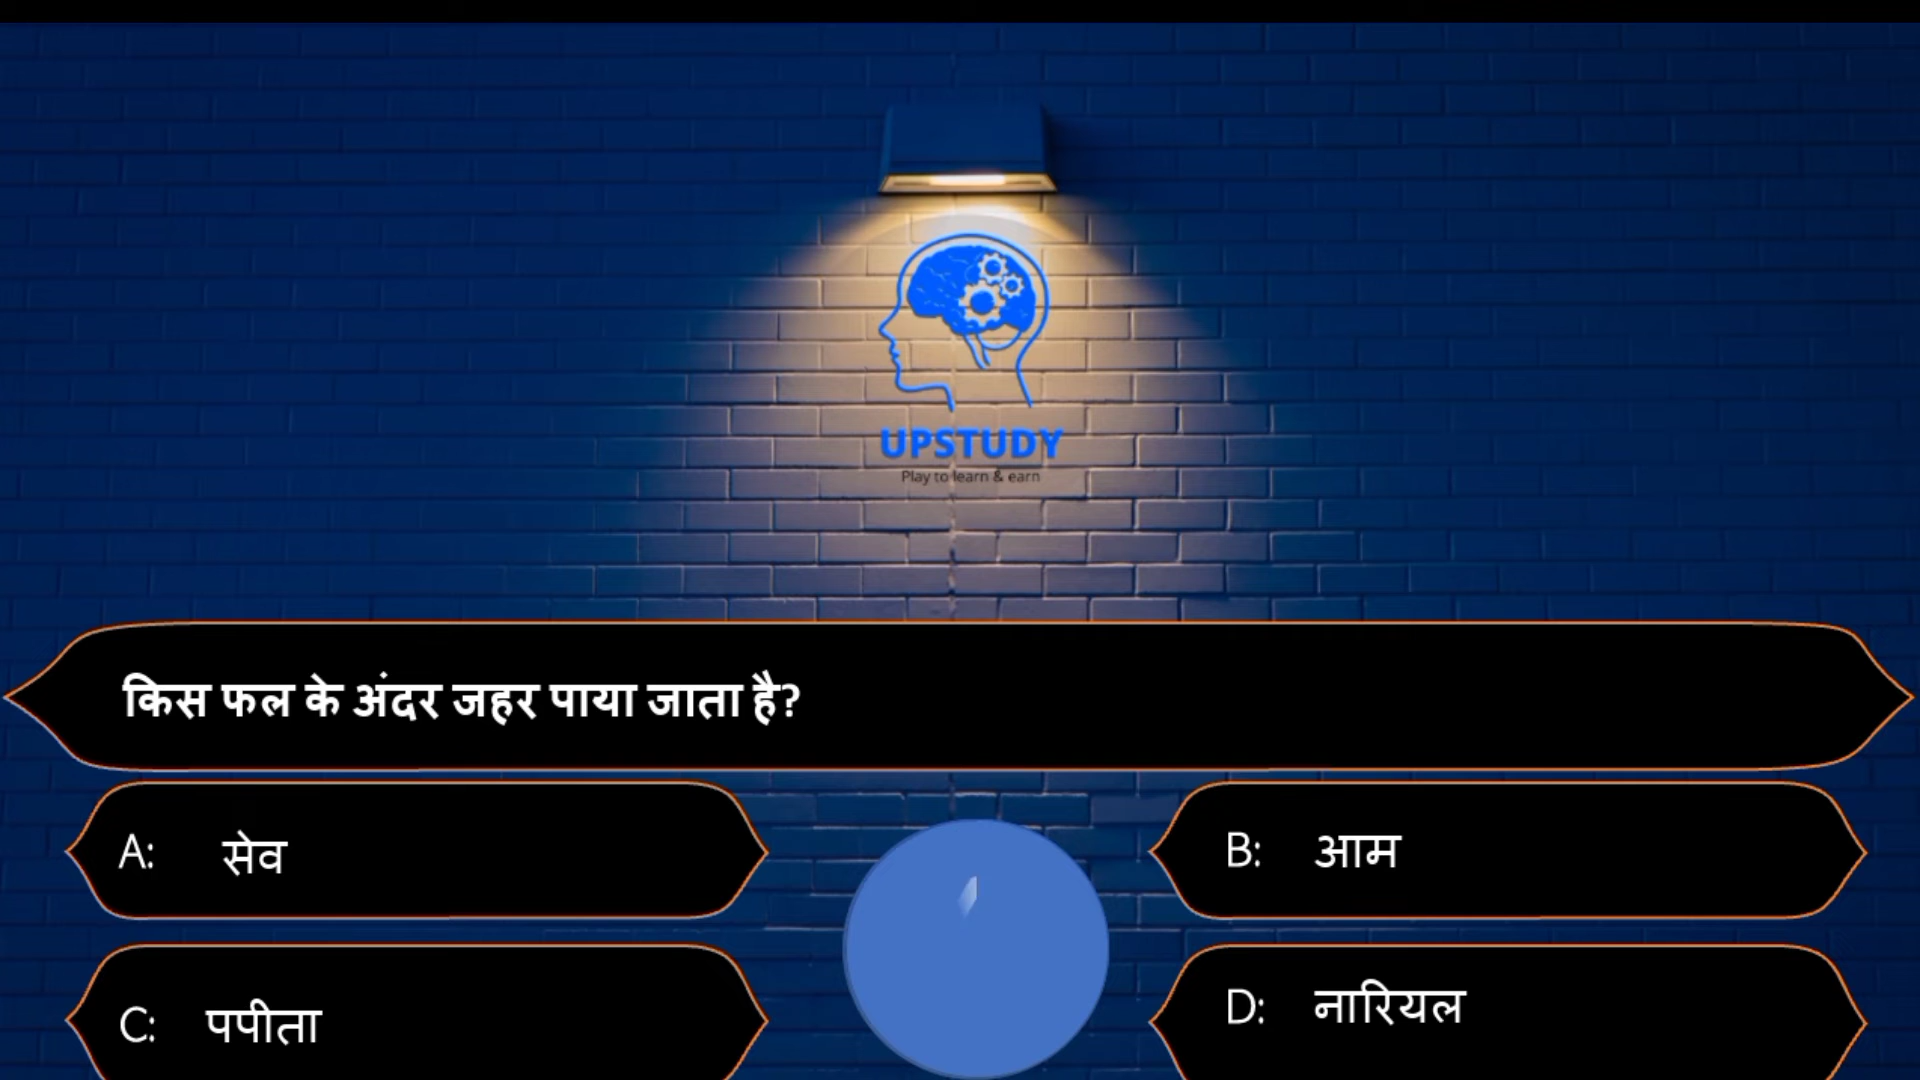 UPSTUDY
Play to learn & earn
किस फल के अंदर जहर पाया जाता है?
A: सेव
B: आम
C: पपीता
D: नारियल